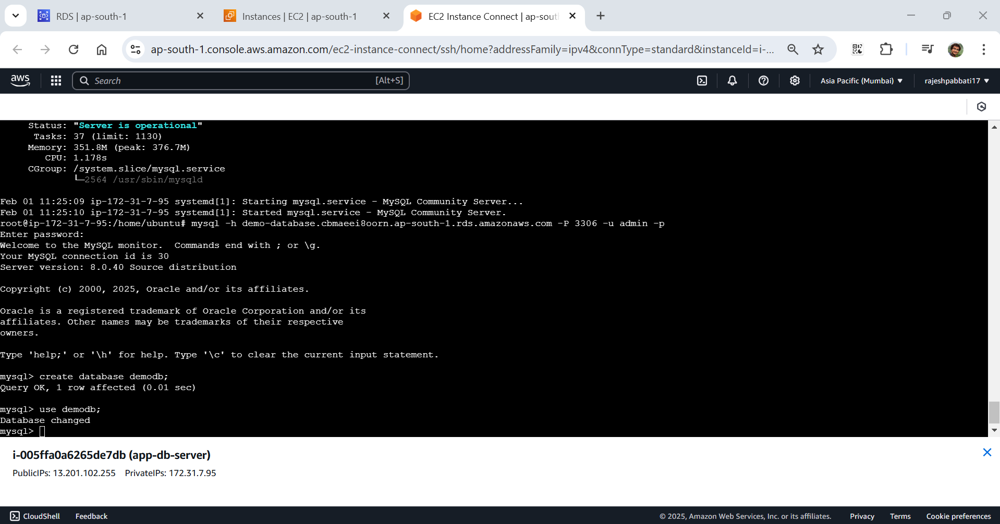 RDS | ap-south-1
Instances | EC2 | ap-south-1
EC2 Instance Connect | ap-sout
ap-south-1.console.aws.amazon.com/ec2-instance-connect/ssh/home?addressFamily=ipv4&connType=standard&instanceId=i-...
aws
Search
[Alt+S]
Asia Pacific (Mumbai)
rajeshpabbati17
Status: "Server is operational"
Tasks: 37 (limit: 1130)
Memory: 351.8M (peak: 376.7M)
CPU: 1.178s
CGroup: /system.slice/mysql.service
└─2564 /usr/sbin/mysqld
Feb 01 11:25:09 ip-172-31-7-95 systemd[1]: Starting mysql.service - MySQL Community Server...
Feb 01 11:25:10 ip-172-31-7-95 systemd[1]: Started mysql.service - MySQL Community Server.
root@ip-172-31-7-95:/home/ubuntu# mysql -h demo-database.cbmaeei8oorn.ap-south-1.rds.amazonaws.com -P 3306 -u admin -p
Enter password:
Welcome to the MySQL monitor.  Commands end with ; or \g.
Your MySQL connection id is 30
Server version: 8.0.40 Source distribution
Copyright (c) 2000, 2025, Oracle and/or its affiliates.
Oracle is a registered trademark of Oracle Corporation and/or its
affiliates. Other names may be trademarks of their respective
owners.
Type 'help;' or '\h' for help. Type '\c' to clear the current input statement.
mysql> create database demodb;
Query OK, 1 row affected (0.01 sec)
mysql> use demodb;
Database changed
mysql>
i-005ffa0a6265de7db (app-db-server)
PublicIPs: 13.201.102.255 PrivateIPs: 172.31.7.95
CloudShell Feedback © 2025, Amazon Web Services, Inc. or its affiliates. Privacy Terms Cookie preferences